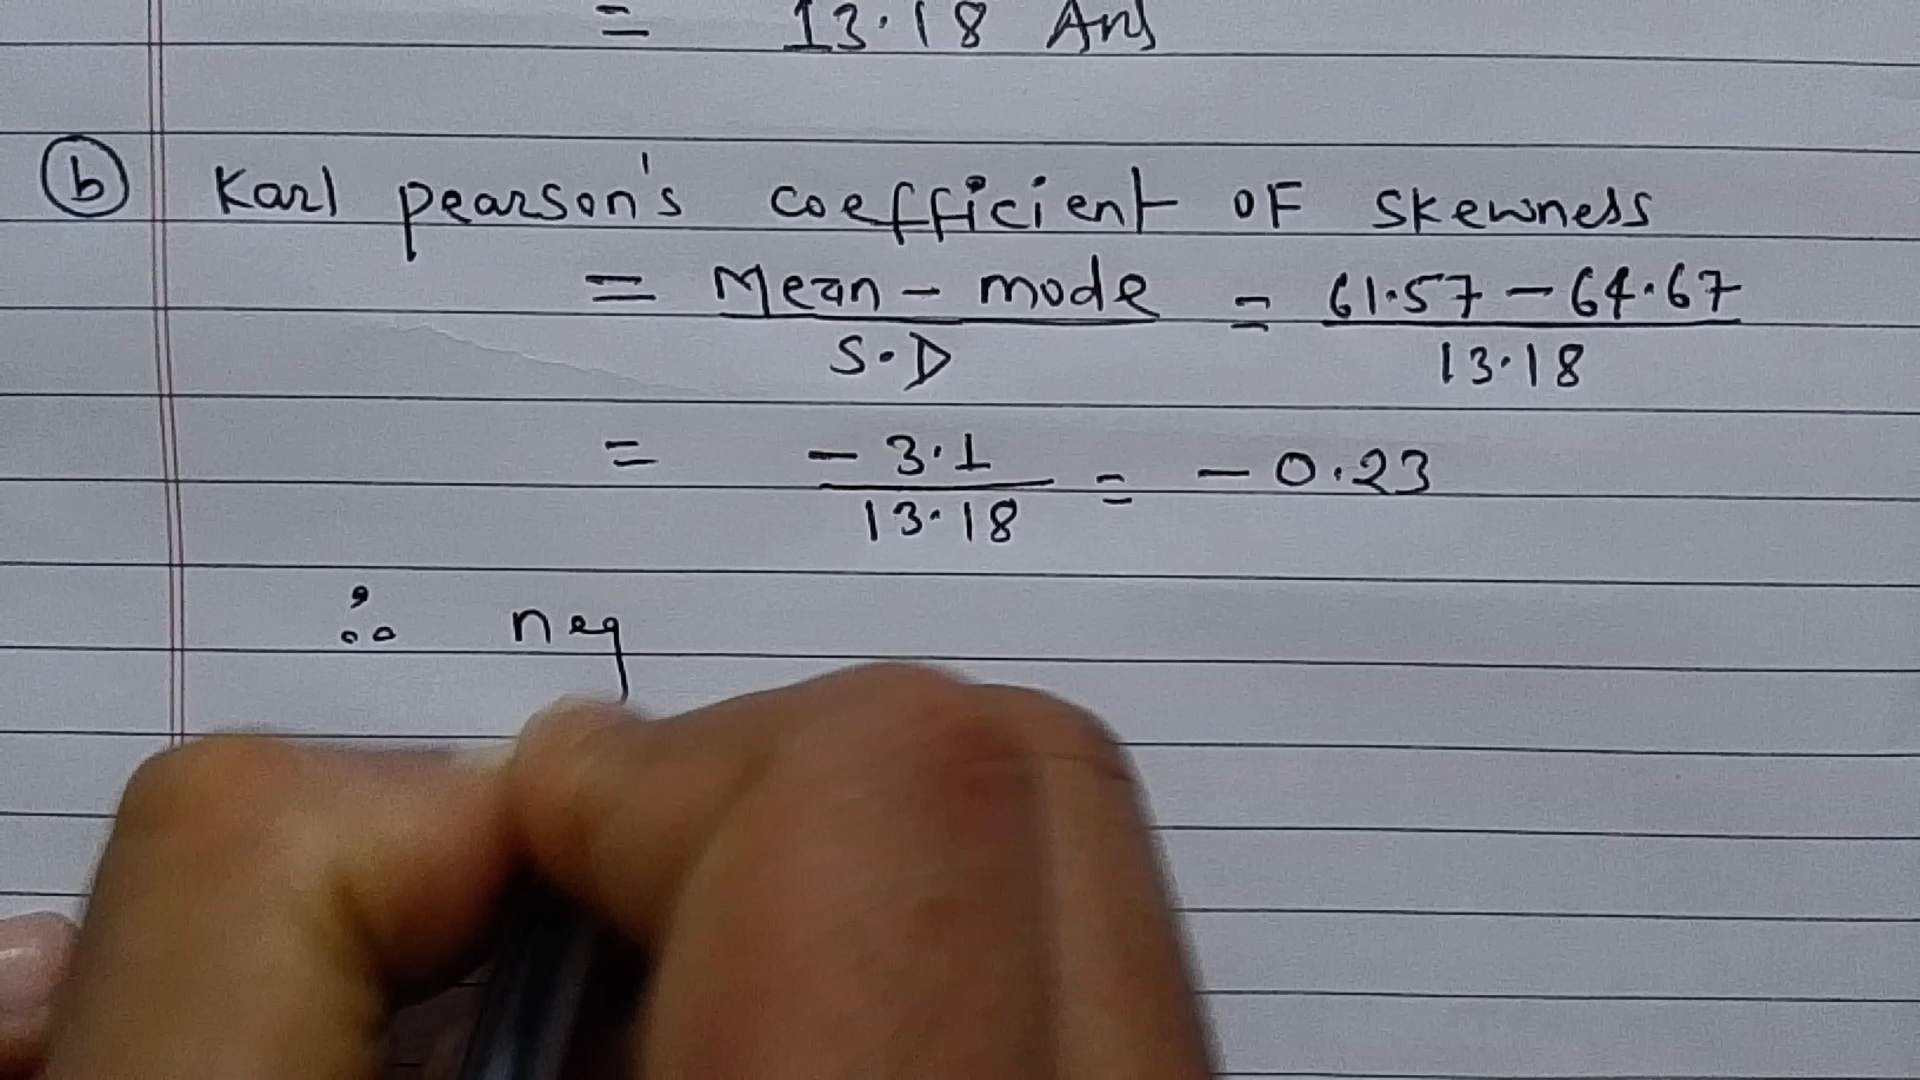 = 13.18 Ans
(b) Karl pearson's coefficient OF skewness
= Mean - mode / S.D = 61.57 - 64.67 / 13.18
= - 3.1 / 13.18 = - 0.23
∴ neg